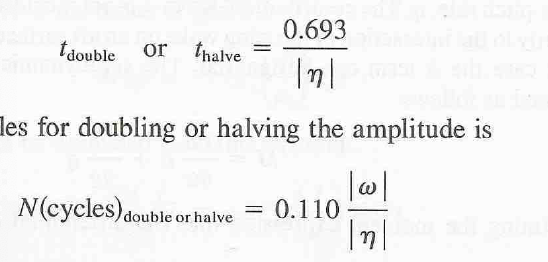 t_double or t_halve = 0.693 / |η|
les for doubling or halving the amplitude is
N(cycles)_double or halve = 0.110 |ω| / |η|